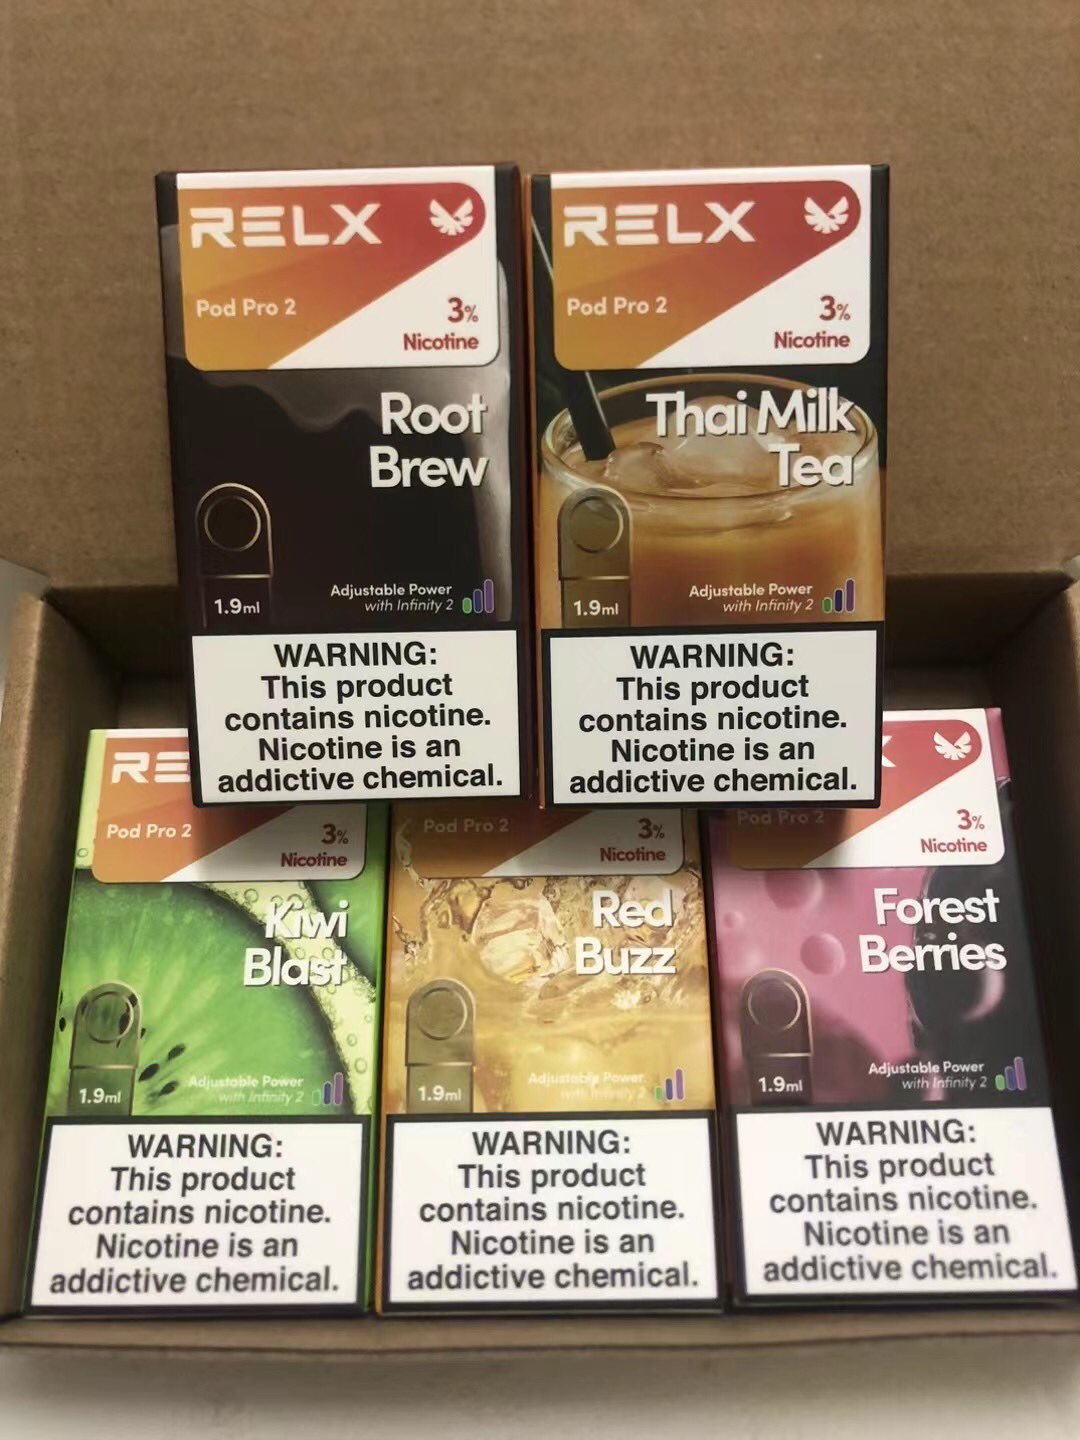 RELX
Pod Pro 2
3%
Nicotine
Root
Brew
1.9ml
Adjustable Power
with Infinity 2
WARNING:
This product
contains nicotine.
Nicotine is an
addictive chemical.
RELX
Pod Pro 2
3%
Nicotine
Thai Milk
Tea
1.9ml
Adjustable Power
with Infinity 2
WARNING:
This product
contains nicotine.
Nicotine is an
addictive chemical.
RE
Pod Pro 2
3%
Nicotine
Kiwi
Blast
1.9ml
Adjustable Power
with Infinity 2
WARNING:
This product
contains nicotine.
Nicotine is an
addictive chemical.
Pod Pro 2
3%
Nicotine
Red
Buzz
1.9ml
Adjustable Power
with Infinity 2
WARNING:
This product
contains nicotine.
Nicotine is an
addictive chemical.
X
Pod Pro 2
3%
Nicotine
Forest
Berries
1.9ml
Adjustable Power
with Infinity 2
WARNING:
This product
contains nicotine.
Nicotine is an
addictive chemical.